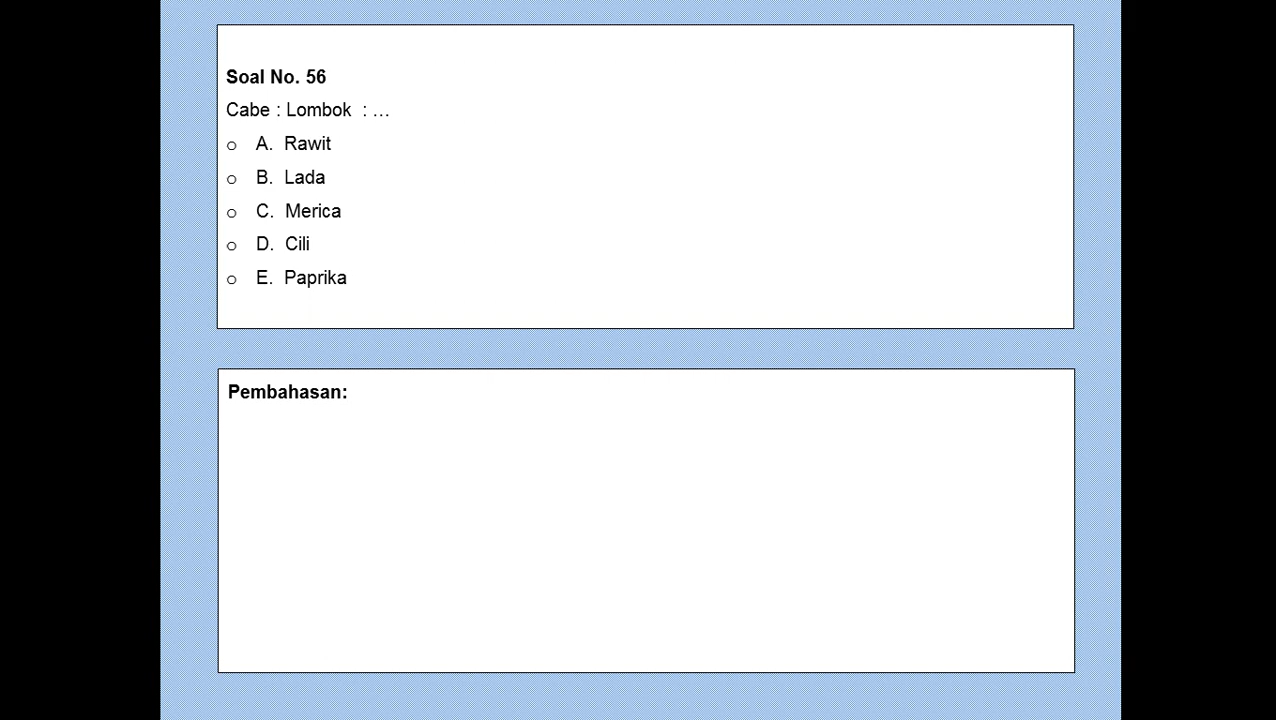 Soal No. 56
Cabe : Lombok : ...
A. Rawit
B. Lada
C. Merica
D. Cili
E. Paprika
Pembahasan: